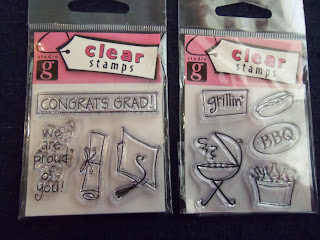 studio
g
clear
stamps
CONGRATS GRAD!
we
are
proud
of
you!
studio
g
clear
stamps
grillin'
BBQ